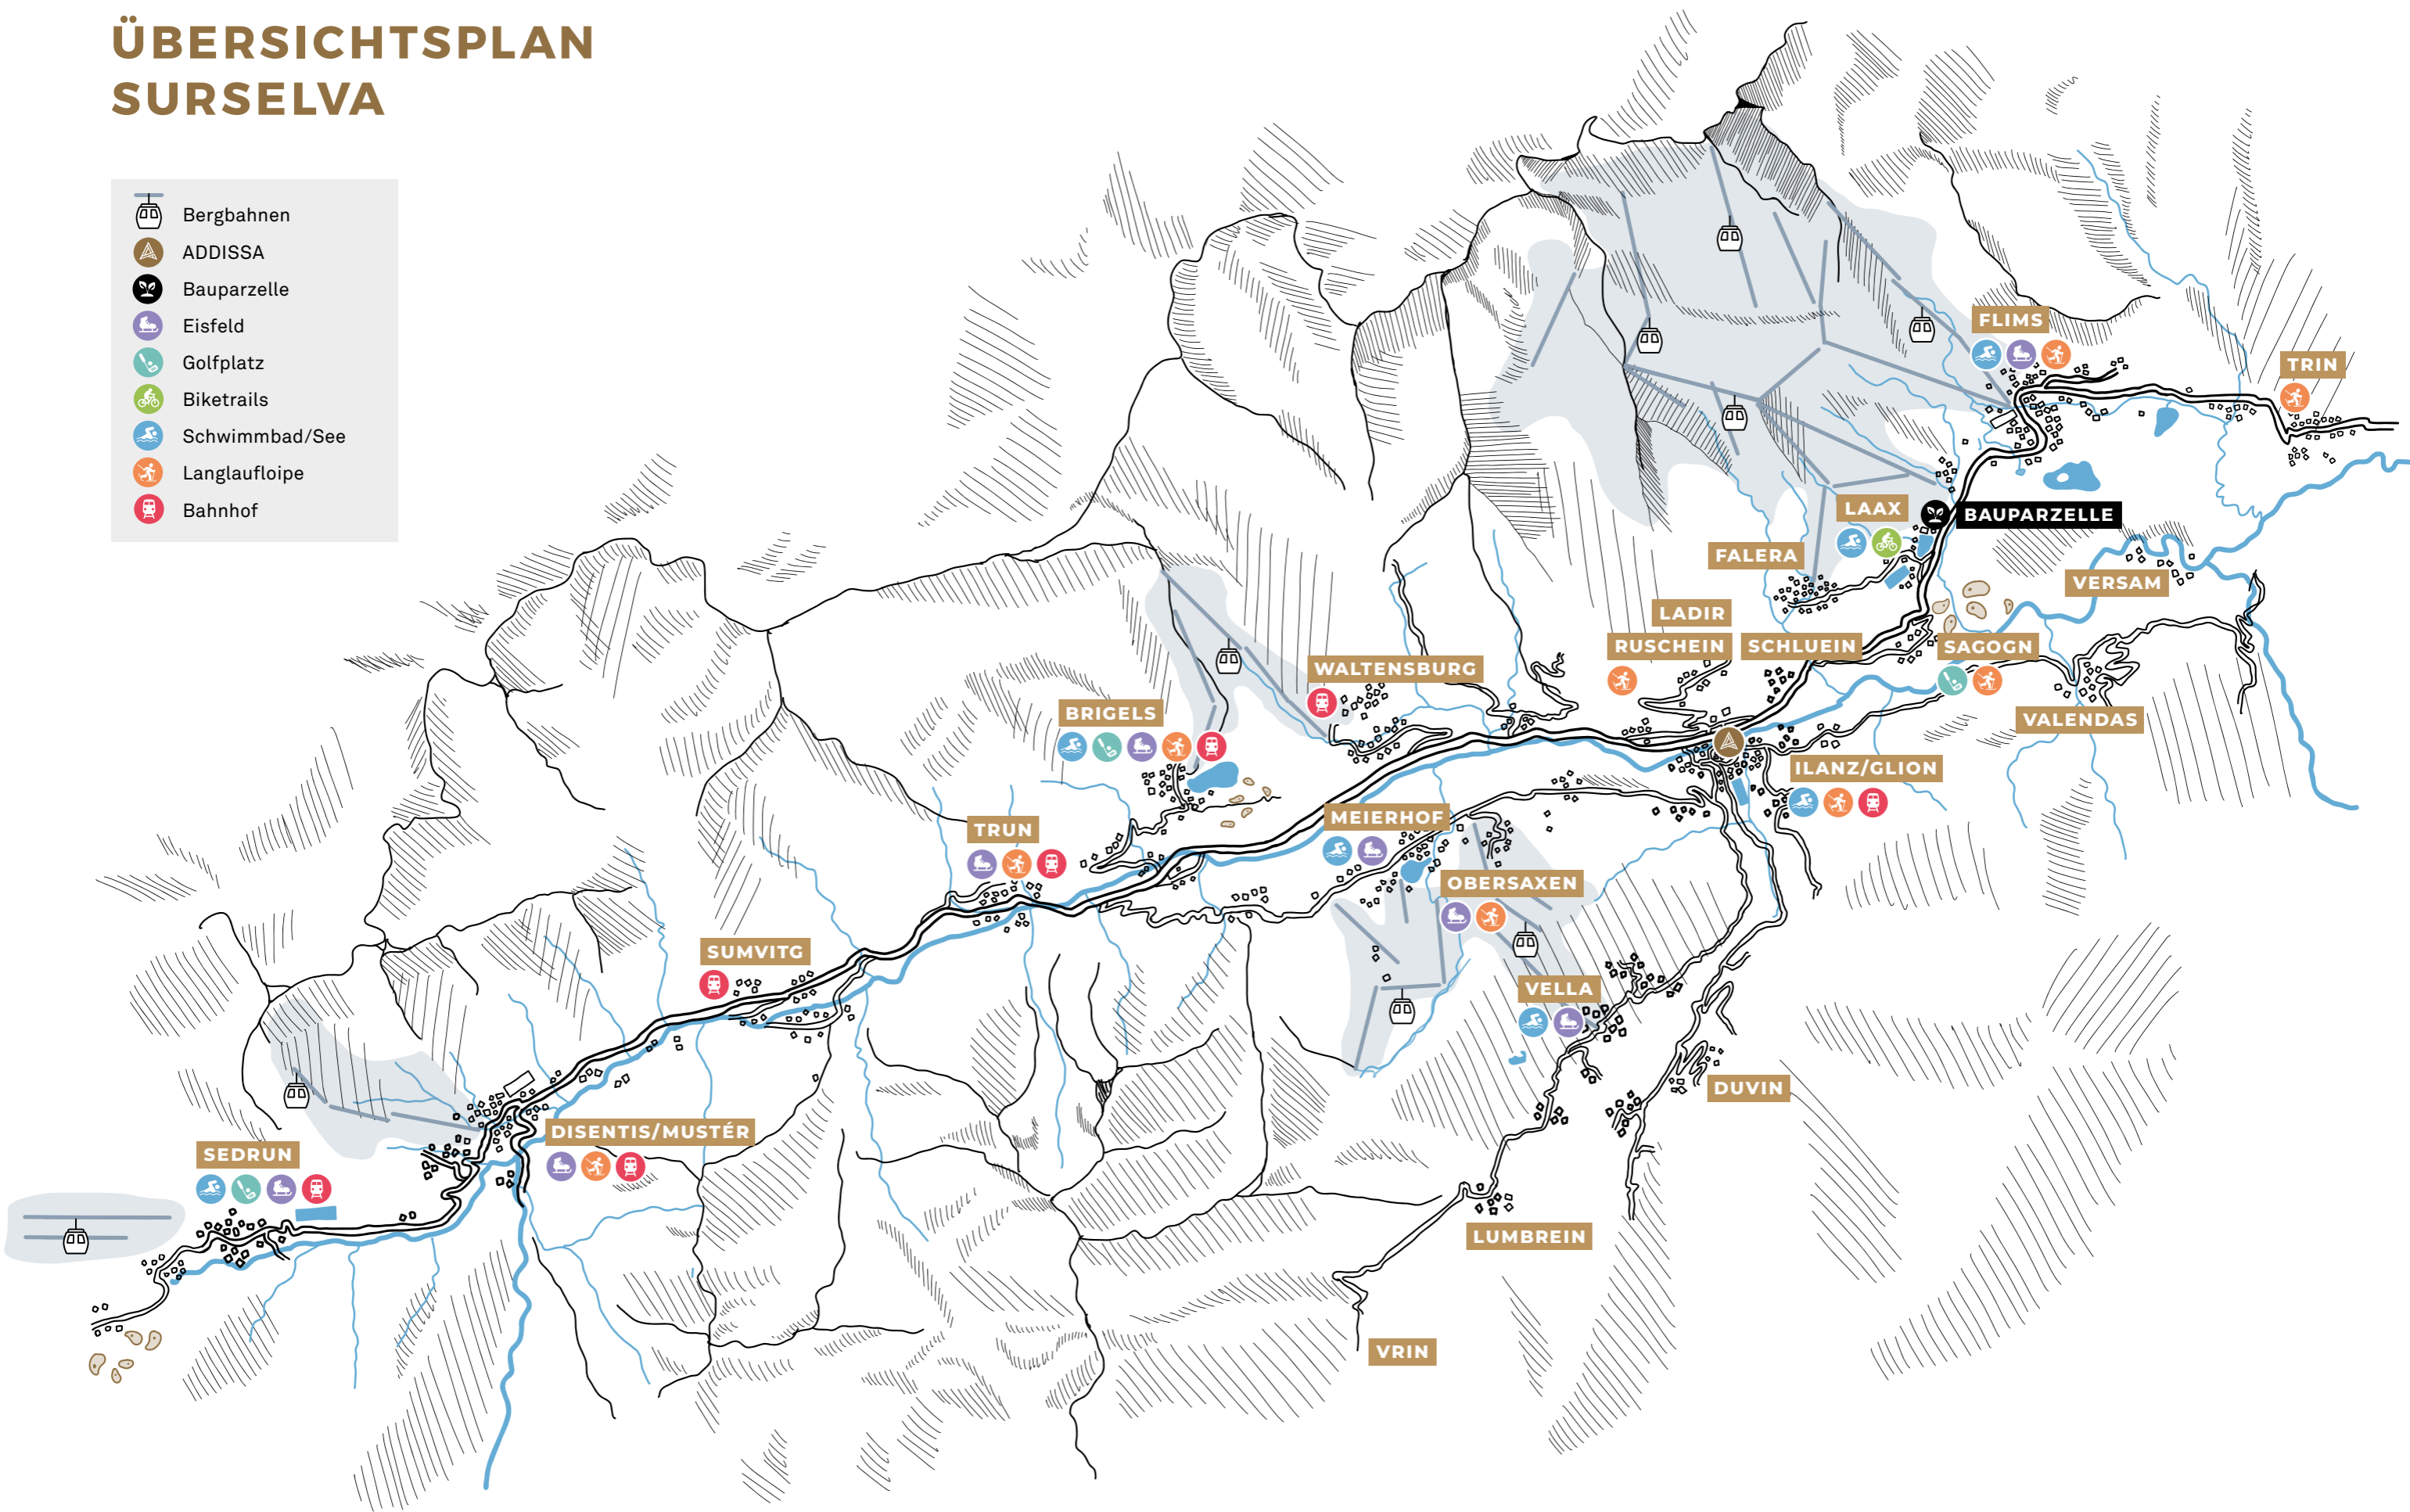 ÜBERSICHTSPLAN
SURSELVA
Bergbahnen
ADDISSA
Bauparzelle
Eisfeld
Golfplatz
Biketrails
Schwimmbad/See
Langlaufloipe
Bahnhof
FLIMS
TRIN
LAAX
BAUPARZELLE
FALERA
VERSAM
LADIR
RUSCHEIN
SCHLUEIN
SAGOGN
WALTENSBURG
BRIGELS
VALENDAS
ILANZ/GLION
MEIERHOF
TRUN
OBERSAXEN
SUMVITG
VELLA
DUVIN
DISENTIS/MUSTÉR
SEDRUN
LUMBREIN
VRIN